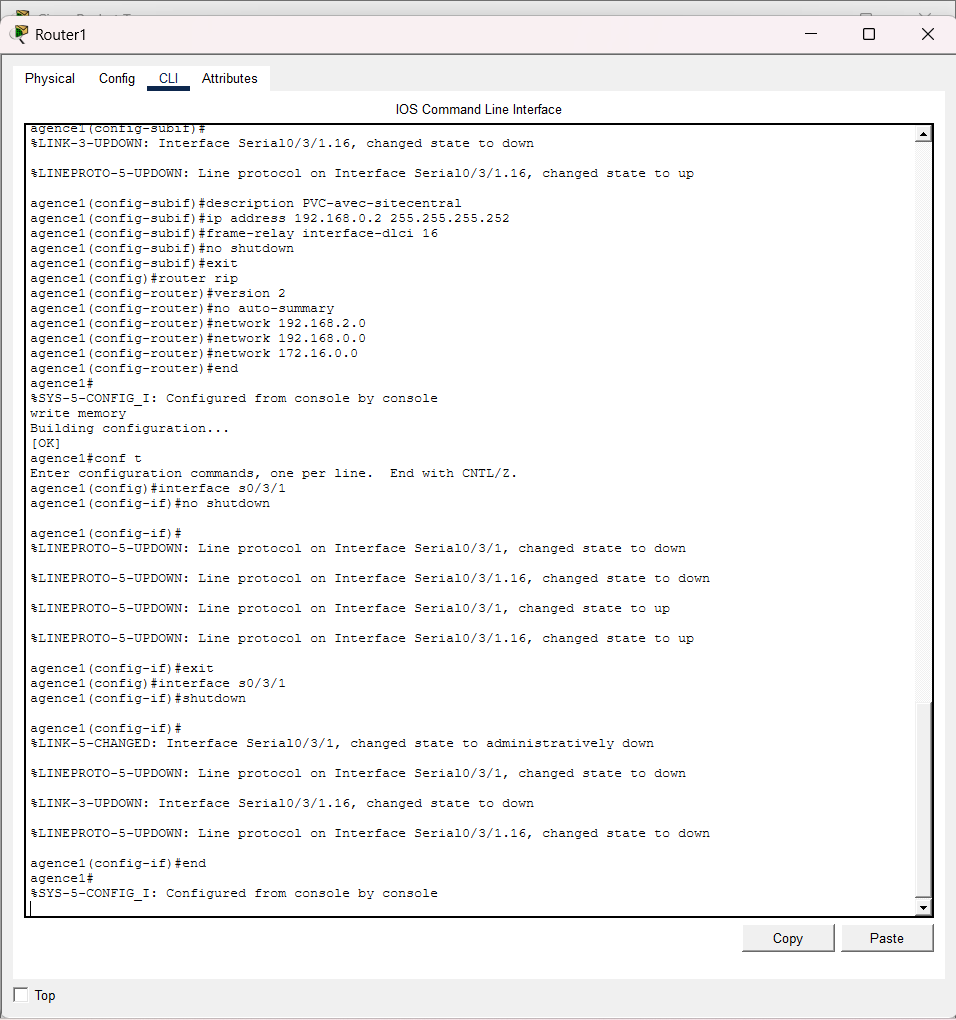 Router1
Physical Config CLI Attributes
IOS Command Line Interface
agence1(config-subif)#
%LINK-3-UPDOWN: Interface Serial0/3/1.16, changed state to down
%LINEPROTO-5-UPDOWN: Line protocol on Interface Serial0/3/1.16, changed state to up
agence1(config-subif)#description PVC-avec-sitecentral
agence1(config-subif)#ip address 192.168.0.2 255.255.255.252
agence1(config-subif)#frame-relay interface-dlci 16
agence1(config-subif)#no shutdown
agence1(config-subif)#exit
agence1(config)#router rip
agence1(config-router)#version 2
agence1(config-router)#no auto-summary
agence1(config-router)#network 192.168.2.0
agence1(config-router)#network 192.168.0.0
agence1(config-router)#network 172.16.0.0
agence1(config-router)#end
agence1#
%SYS-5-CONFIG_I: Configured from console by console
write memory
Building configuration...
[OK]
agence1#conf t
Enter configuration commands, one per line.  End with CNTL/Z.
agence1(config)#interface s0/3/1
agence1(config-if)#no shutdown
agence1(config-if)#
%LINEPROTO-5-UPDOWN: Line protocol on Interface Serial0/3/1, changed state to down
%LINEPROTO-5-UPDOWN: Line protocol on Interface Serial0/3/1.16, changed state to down
%LINEPROTO-5-UPDOWN: Line protocol on Interface Serial0/3/1, changed state to up
%LINEPROTO-5-UPDOWN: Line protocol on Interface Serial0/3/1.16, changed state to up
agence1(config-if)#exit
agence1(config)#interface s0/3/1
agence1(config-if)#shutdown
agence1(config-if)#
%LINK-5-CHANGED: Interface Serial0/3/1, changed state to administratively down
%LINEPROTO-5-UPDOWN: Line protocol on Interface Serial0/3/1, changed state to down
%LINK-3-UPDOWN: Interface Serial0/3/1.16, changed state to down
%LINEPROTO-5-UPDOWN: Line protocol on Interface Serial0/3/1.16, changed state to down
agence1(config-if)#end
agence1#
%SYS-5-CONFIG_I: Configured from console by console
Copy Paste
Top